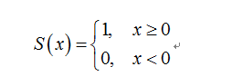 S(x) = { 1, x ≥ 0
0, x < 0